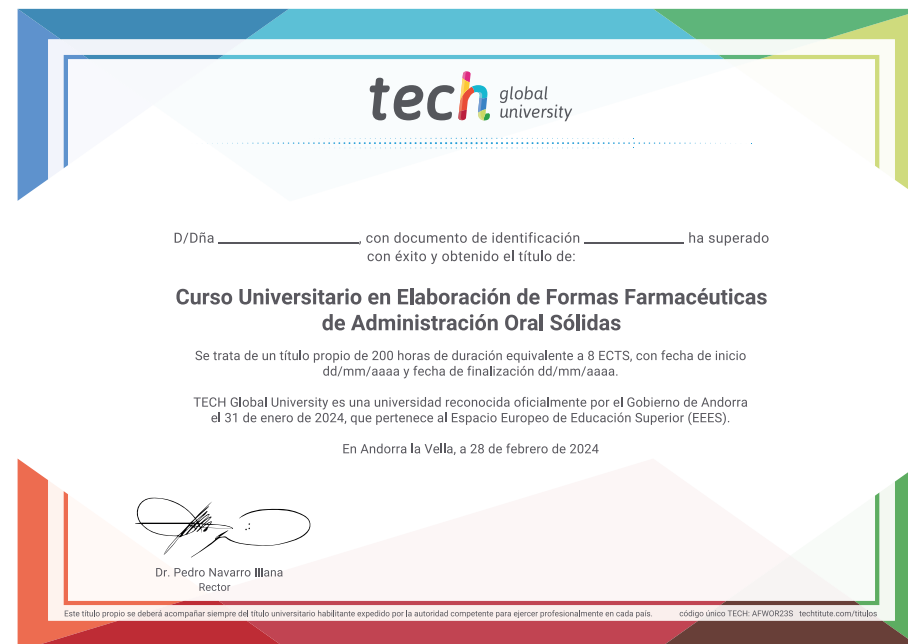 tech global university
D/Dña ______________________, con documento de identificación ______________ ha superado
con éxito y obtenido el título de:
Curso Universitario en Elaboración de Formas Farmacéuticas
de Administración Oral Sólidas
Se trata de un título propio de 200 horas de duración equivalente a 8 ECTS, con fecha de inicio
dd/mm/aaaa y fecha de finalización dd/mm/aaaa.
TECH Global University es una universidad reconocida oficialmente por el Gobierno de Andorra
el 31 de enero de 2024, que pertenece al Espacio Europeo de Educación Superior (EEES).
En Andorra la Vella, a 28 de febrero de 2024
Dr. Pedro Navarro Illana
Rector
Este título propio se deberá acompañar siempre del título universitario habilitante expedido por la autoridad competente para ejercer profesionalmente en cada país. código único TECH: AFWOR23S techtitute.com/titulos